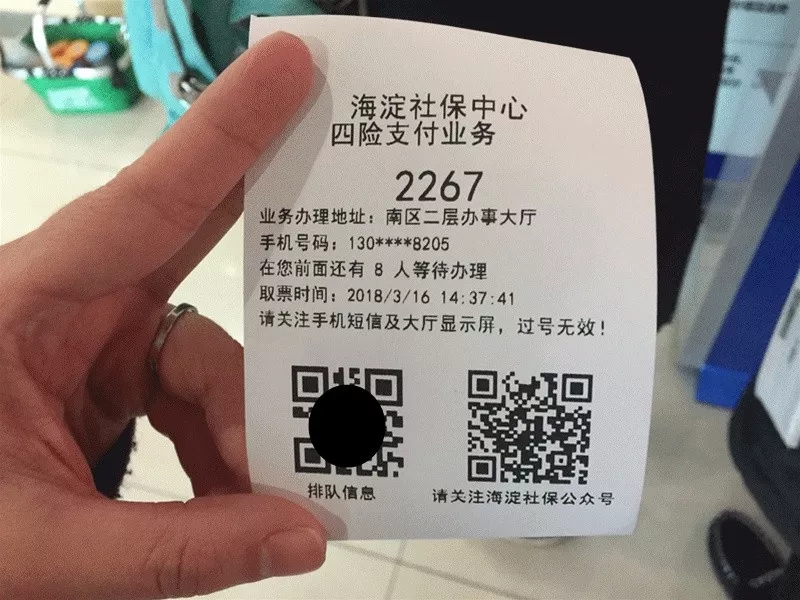 海淀社保中心
四险支付业务
2267
业务办理地址：南区二层办事大厅
手机号码：130****8205
在您前面还有 8 人等待办理
取票时间：2018/3/16 14:37:41
请关注手机短信及大厅显示屏，过号无效！
排队信息
请关注海淀社保公众号